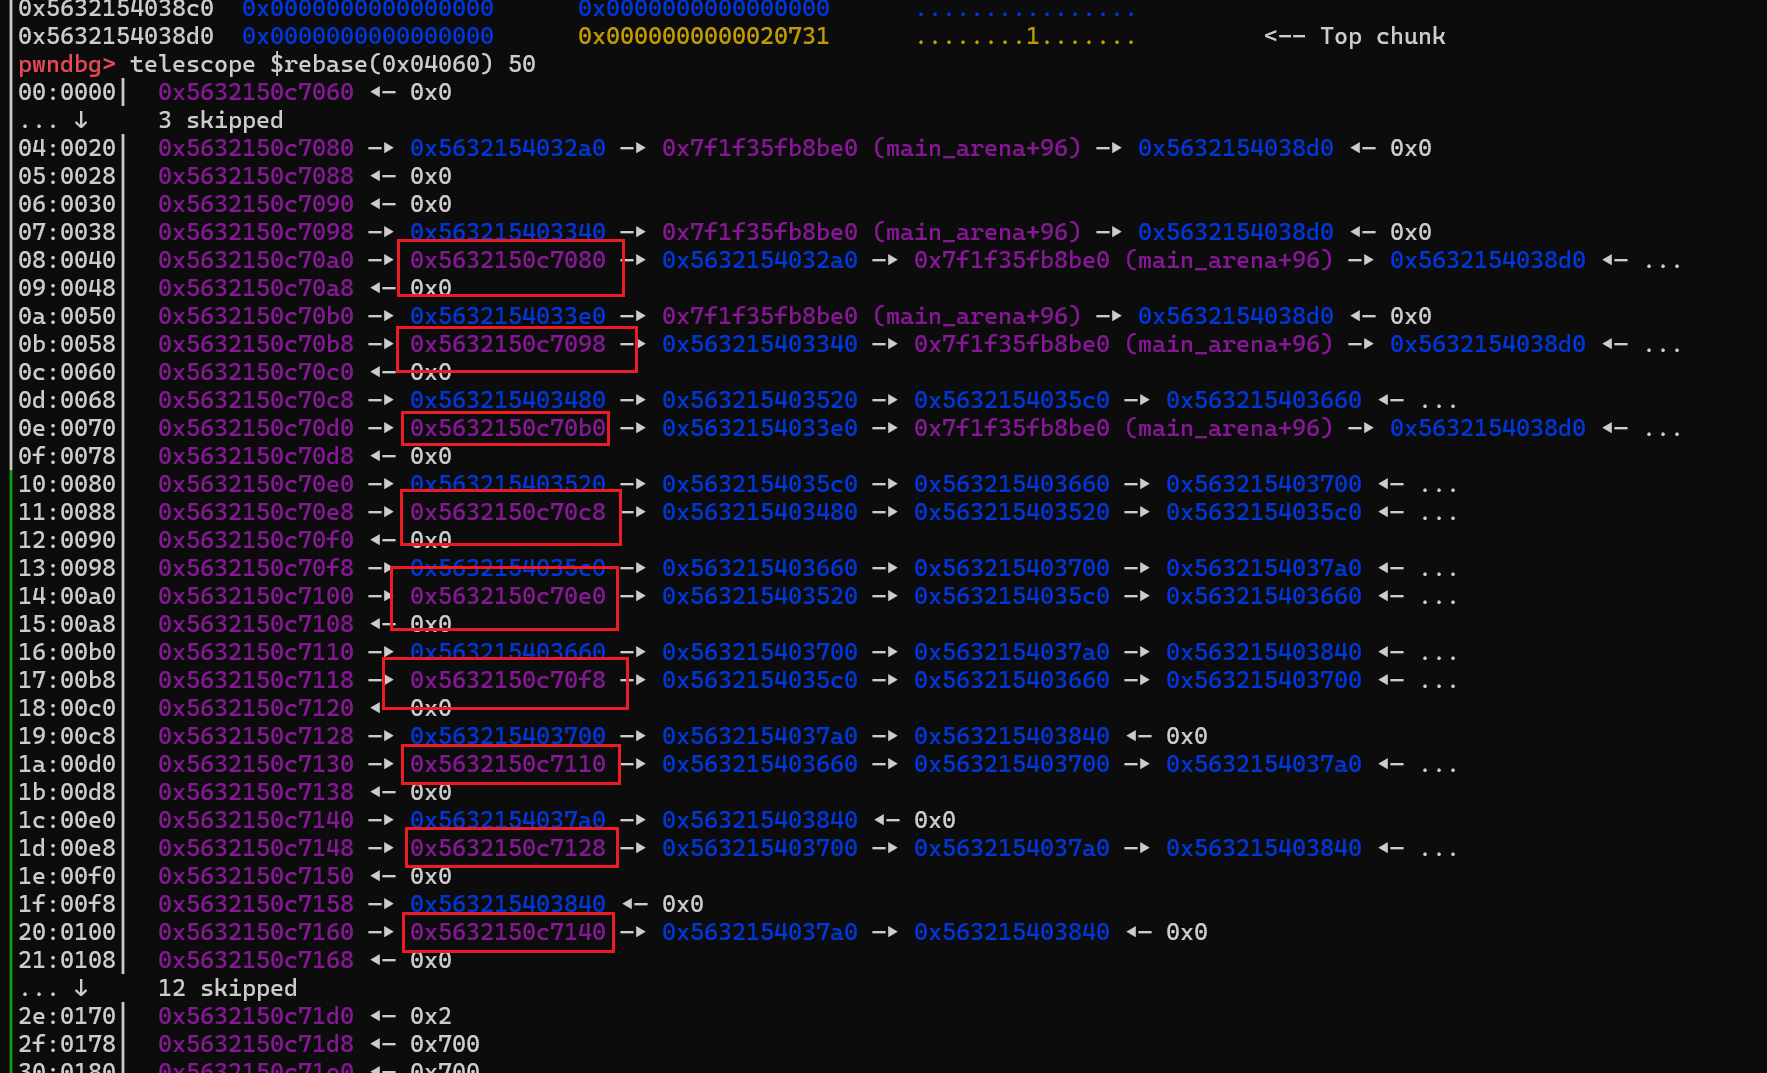 0x5632154038c0  0x0000000000000000      0x0000000000000000      ................
0x5632154038d0  0x0000000000000000      0x0000000000020731      ........1.......         <-- Top chunk
pwndbg> telescope $rebase(0x04060) 50
00:0000│  0x5632150c7060 ◂— 0x0
... ↓     3 skipped
04:0020│  0x5632150c7080 —▸ 0x5632154032a0 —▸ 0x7f1f35fb8be0 (main_arena+96) —▸ 0x5632154038d0 ◂— 0x0
05:0028│  0x5632150c7088 ◂— 0x0
06:0030│  0x5632150c7090 ◂— 0x0
07:0038│  0x5632150c7098 —▸ 0x563215403340 —▸ 0x7f1f35fb8be0 (main_arena+96) —▸ 0x5632154038d0 ◂— 0x0
08:0040│  0x5632150c70a0 —▸ 0x5632150c7080 —▸ 0x5632154032a0 —▸ 0x7f1f35fb8be0 (main_arena+96) —▸ 0x5632154038d0 ◂— ...
09:0048│  0x5632150c70a8 ◂— 0x0
0a:0050│  0x5632150c70b0 —▸ 0x5632154033e0 —▸ 0x7f1f35fb8be0 (main_arena+96) —▸ 0x5632154038d0 ◂— 0x0
0b:0058│  0x5632150c70b8 —▸ 0x5632150c7098 —▸ 0x563215403340 —▸ 0x7f1f35fb8be0 (main_arena+96) —▸ 0x5632154038d0 ◂— ...
0c:0060│  0x5632150c70c0 ◂— 0x0
0d:0068│  0x5632150c70c8 —▸ 0x563215403480 —▸ 0x563215403520 —▸ 0x5632154035c0 —▸ 0x563215403660 ◂— ...
0e:0070│  0x5632150c70d0 —▸ 0x5632150c70b0 —▸ 0x5632154033e0 —▸ 0x7f1f35fb8be0 (main_arena+96) —▸ 0x5632154038d0 ◂— ...
0f:0078│  0x5632150c70d8 ◂— 0x0
10:0080│  0x5632150c70e0 —▸ 0x563215403520 —▸ 0x5632154035c0 —▸ 0x563215403660 —▸ 0x563215403700 ◂— ...
11:0088│  0x5632150c70e8 —▸ 0x5632150c70c8 —▸ 0x563215403480 —▸ 0x563215403520 —▸ 0x5632154035c0 ◂— ...
12:0090│  0x5632150c70f0 ◂— 0x0
13:0098│  0x5632150c70f8 —▸ 0x5632154035c0 —▸ 0x563215403660 —▸ 0x563215403700 —▸ 0x5632154037a0 ◂— ...
14:00a0│  0x5632150c7100 —▸ 0x5632150c70e0 —▸ 0x563215403520 —▸ 0x5632154035c0 —▸ 0x563215403660 ◂— ...
15:00a8│  0x5632150c7108 ◂— 0x0
16:00b0│  0x5632150c7110 —▸ 0x563215403660 —▸ 0x563215403700 —▸ 0x5632154037a0 —▸ 0x563215403840 ◂— ...
17:00b8│  0x5632150c7118 —▸ 0x5632150c70f8 —▸ 0x5632154035c0 —▸ 0x563215403660 —▸ 0x563215403700 ◂— ...
18:00c0│  0x5632150c7120 ◂— 0x0
19:00c8│  0x5632150c7128 —▸ 0x563215403700 —▸ 0x5632154037a0 —▸ 0x563215403840 ◂— 0x0
1a:00d0│  0x5632150c7130 —▸ 0x5632150c7110 —▸ 0x563215403660 —▸ 0x563215403700 —▸ 0x5632154037a0 ◂— ...
1b:00d8│  0x5632150c7138 ◂— 0x0
1c:00e0│  0x5632150c7140 —▸ 0x5632154037a0 —▸ 0x563215403840 ◂— 0x0
1d:00e8│  0x5632150c7148 —▸ 0x5632150c7128 —▸ 0x563215403700 —▸ 0x5632154037a0 —▸ 0x563215403840 ◂— ...
1e:00f0│  0x5632150c7150 ◂— 0x0
1f:00f8│  0x5632150c7158 —▸ 0x563215403840 ◂— 0x0
20:0100│  0x5632150c7160 —▸ 0x5632150c7140 —▸ 0x5632154037a0 —▸ 0x563215403840 ◂— 0x0
21:0108│  0x5632150c7168 ◂— 0x0
... ↓     12 skipped
2e:0170│  0x5632150c71d0 ◂— 0x2
2f:0178│  0x5632150c71d8 ◂— 0x700
30:0180│  0x5632150c71e0 ◂— 0x700